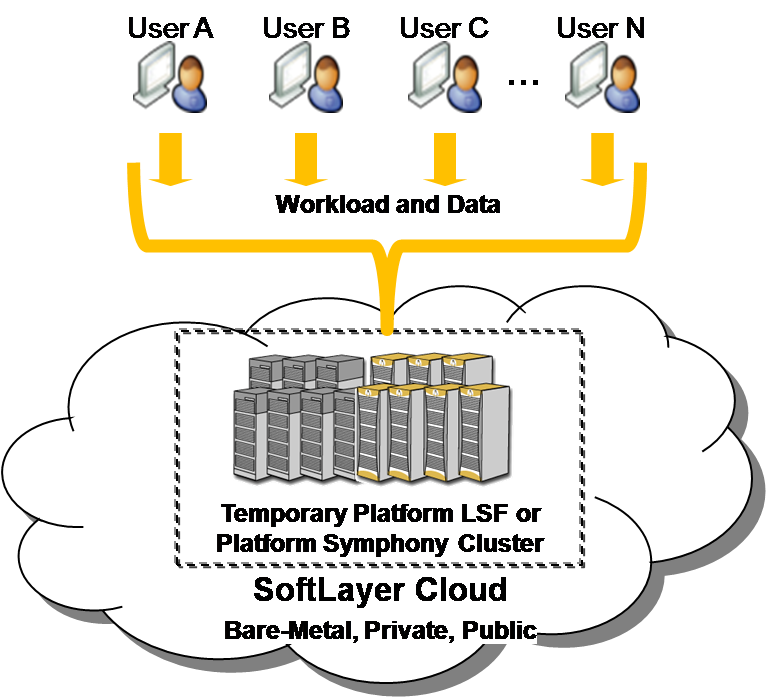 User A
User B
User C
User N
...
Workload and Data
Temporary Platform LSF or
Platform Symphony Cluster
SoftLayer Cloud
Bare-Metal, Private, Public